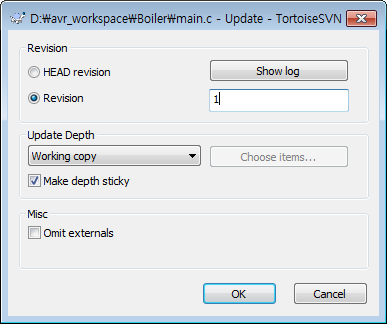 D:₩avr_workspace₩Boiler₩main.c - Update - TortoiseSVN
Revision
HEAD revision
Show log
Revision
1
Update Depth
Working copy
Choose items...
Make depth sticky
Misc
Omit externals
OK
Cancel